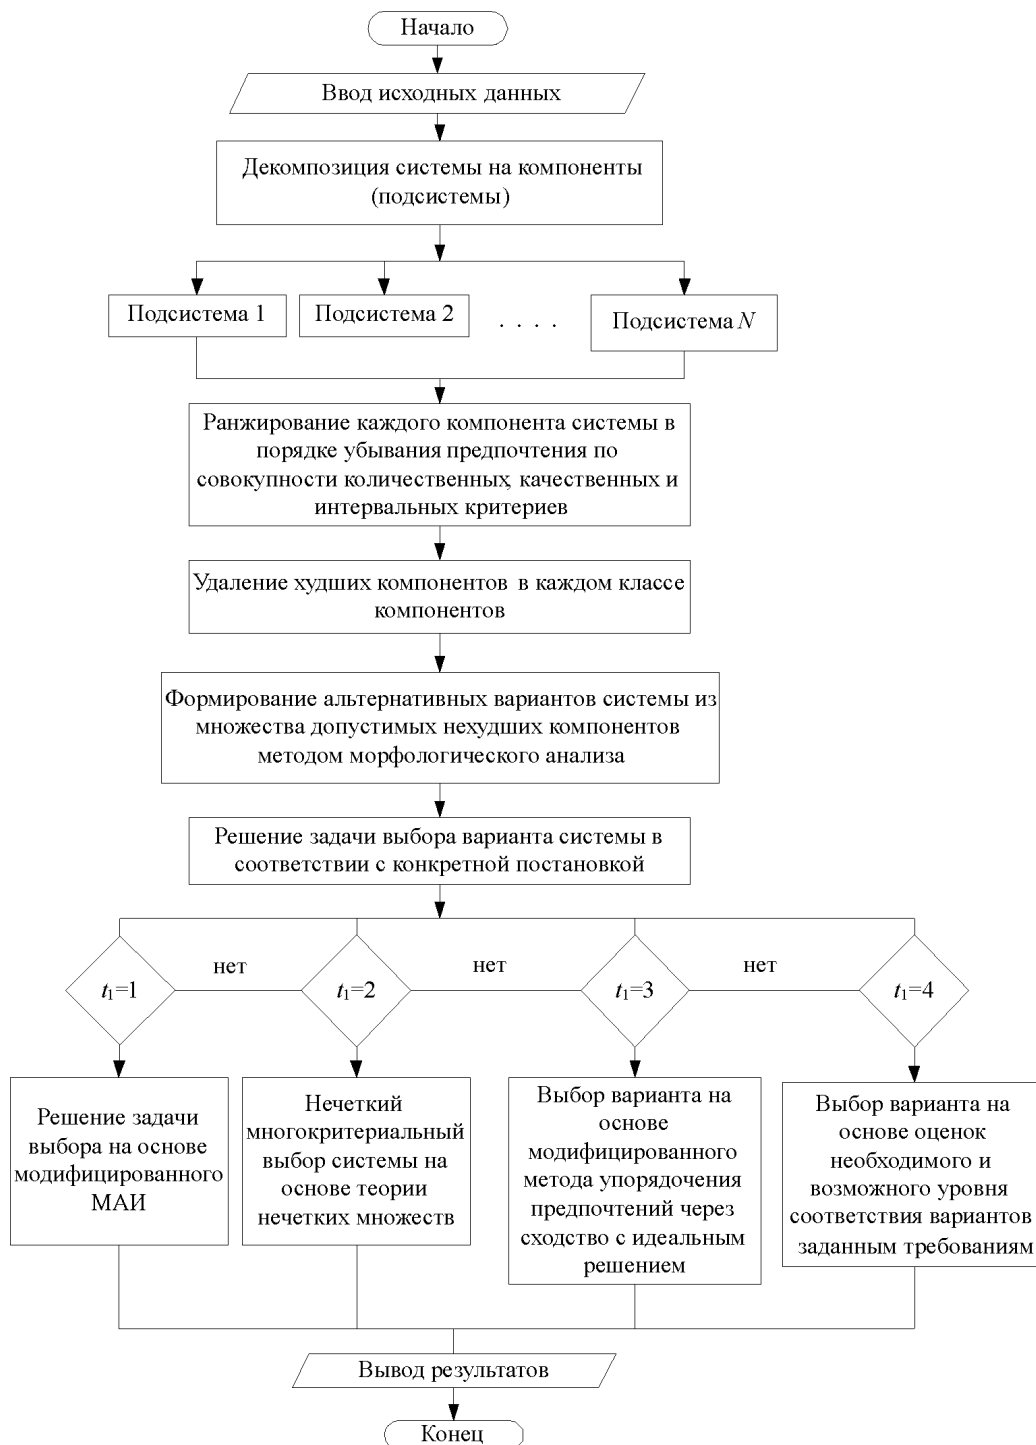 Начало
Ввод исходных данных
Декомпозиция системы на компоненты
(подсистемы)
Подсистема 1
Подсистема 2
. . . .
Подсистема N
Ранжирование каждого компонента системы в
порядке убывания предпочтения по
совокупности количественных, качественных и
интервальных критериев
Удаление худших компонентов в каждом классе
компонентов
Формирование альтернативных вариантов системы из
множества допустимых нехудших компонентов
методом морфологического анализа
Решение задачи выбора варианта системы в
соответствии с конкретной постановкой
t₁=1
нет
t₁=2
нет
t₁=3
нет
t₁=4
Решение задачи
выбора на основе
модифицированного
МАИ
Нечеткий
многокритериальный
выбор системы на
основе теории
нечетких множеств
Выбор варианта на
основе
модифицированного
метода упорядочения
предпочтений через
сходство с идеальным
решением
Выбор варианта на
основе оценок
необходимого и
возможного уровня
соответствия вариантов
заданным требованиям
Вывод результатов
Конец